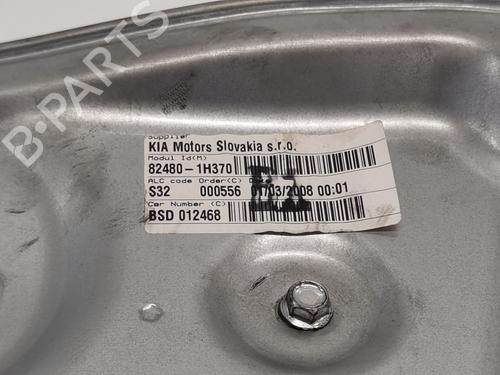 B-PARTS
Supplier
KIA Motors Slovakia s.r.o.
Modul Id(M)
82480-1H370
ALC code Order(C)
S32 000556 01/03/2008 00:01
Car Number (C)
BSD 012468